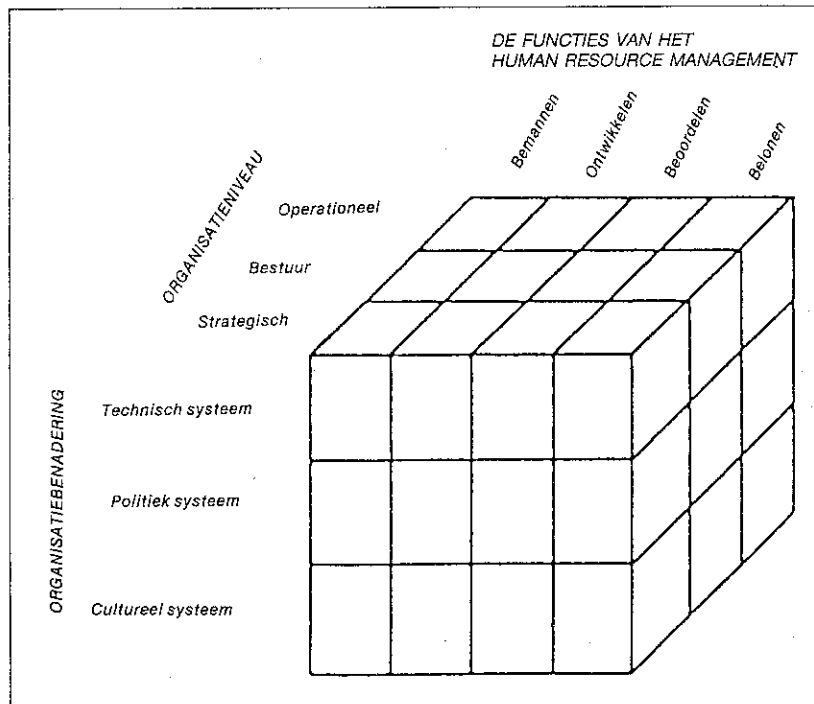 DE FUNCTIES VAN HET
HUMAN RESOURCE MANAGEMENT
Bemannen
Ontwikkelen
Beoordelen
Belonen
ORGANISATIENIVEAU
Operationeel
Bestuur
Strategisch
ORGANISATIEBENADERING
Technisch systeem
Politiek systeem
Cultureel systeem